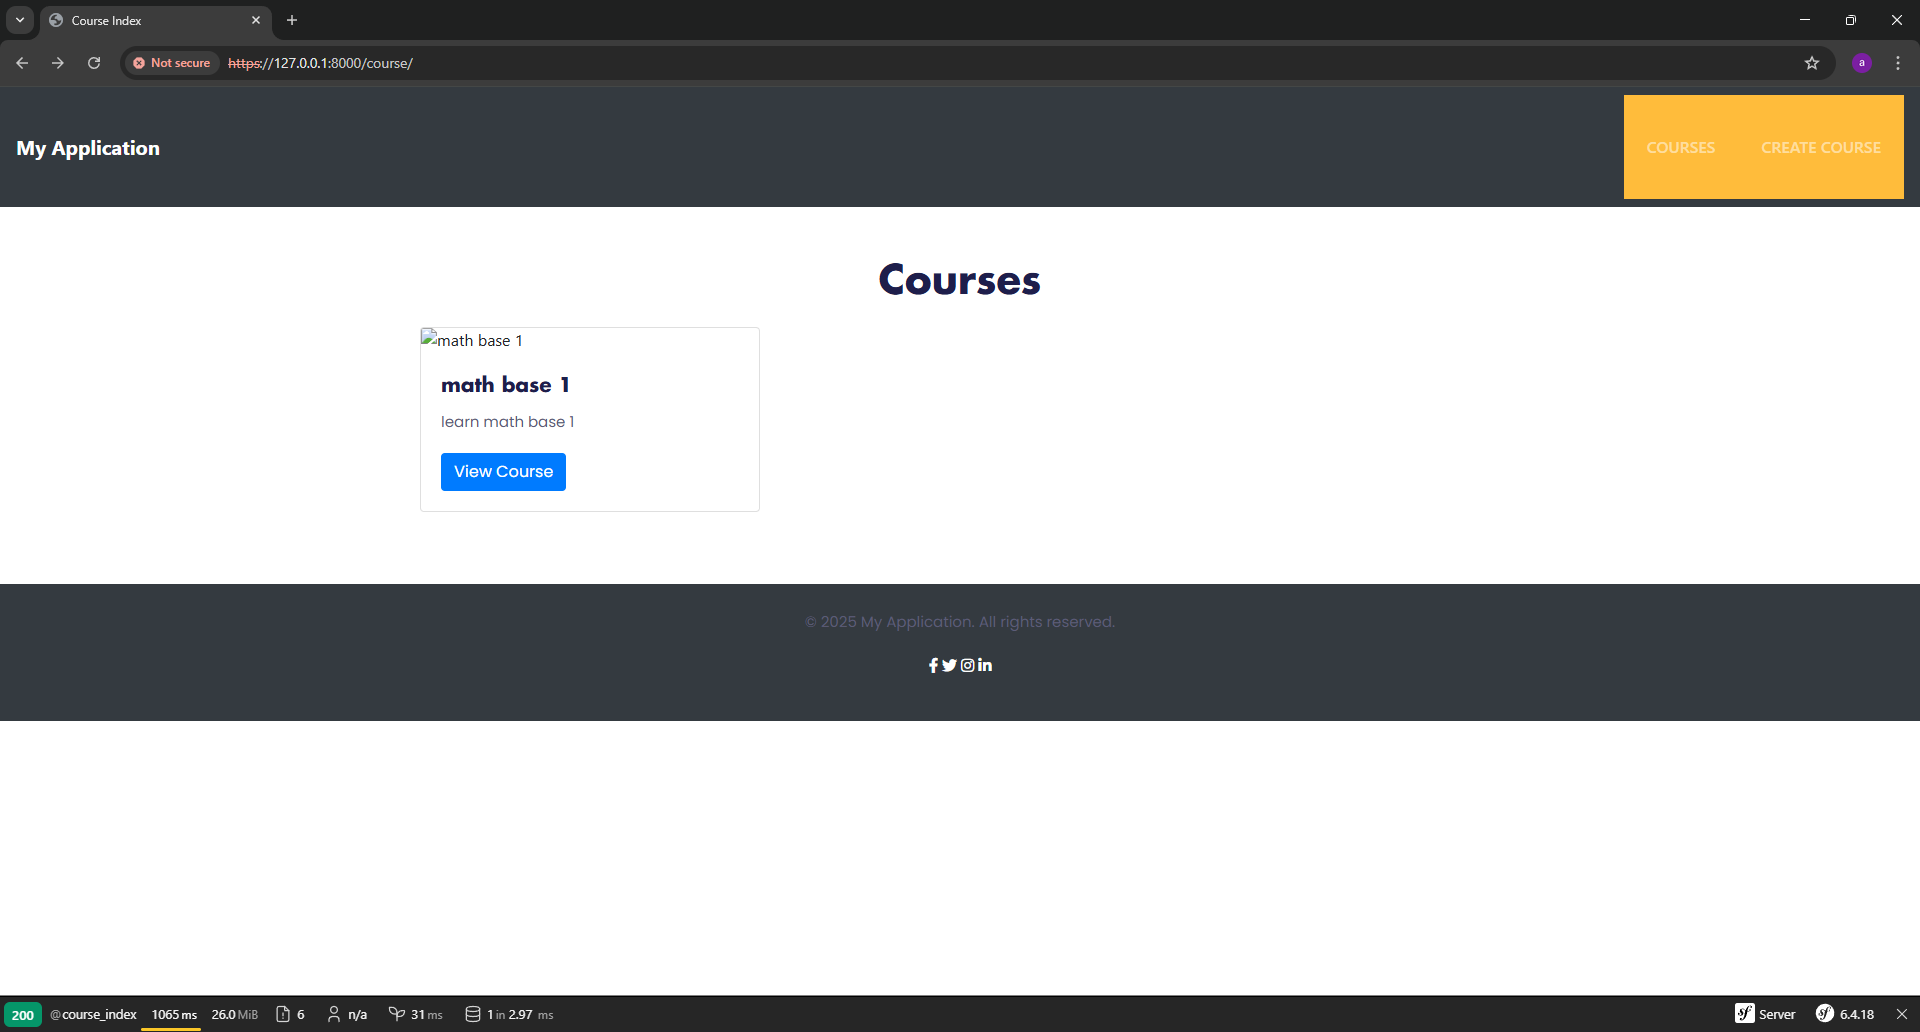 Course Index
Not secure
https://127.0.0.1:8000/course/
a
My Application
COURSES
CREATE COURSE
Courses
math base 1
math base 1
learn math base 1
View Course
© 2025 My Application. All rights reserved.
200 @course_index 1065 ms 26.0 MiB 6 n/a 31 ms 1 in 2.97 ms
Server 6.4.18